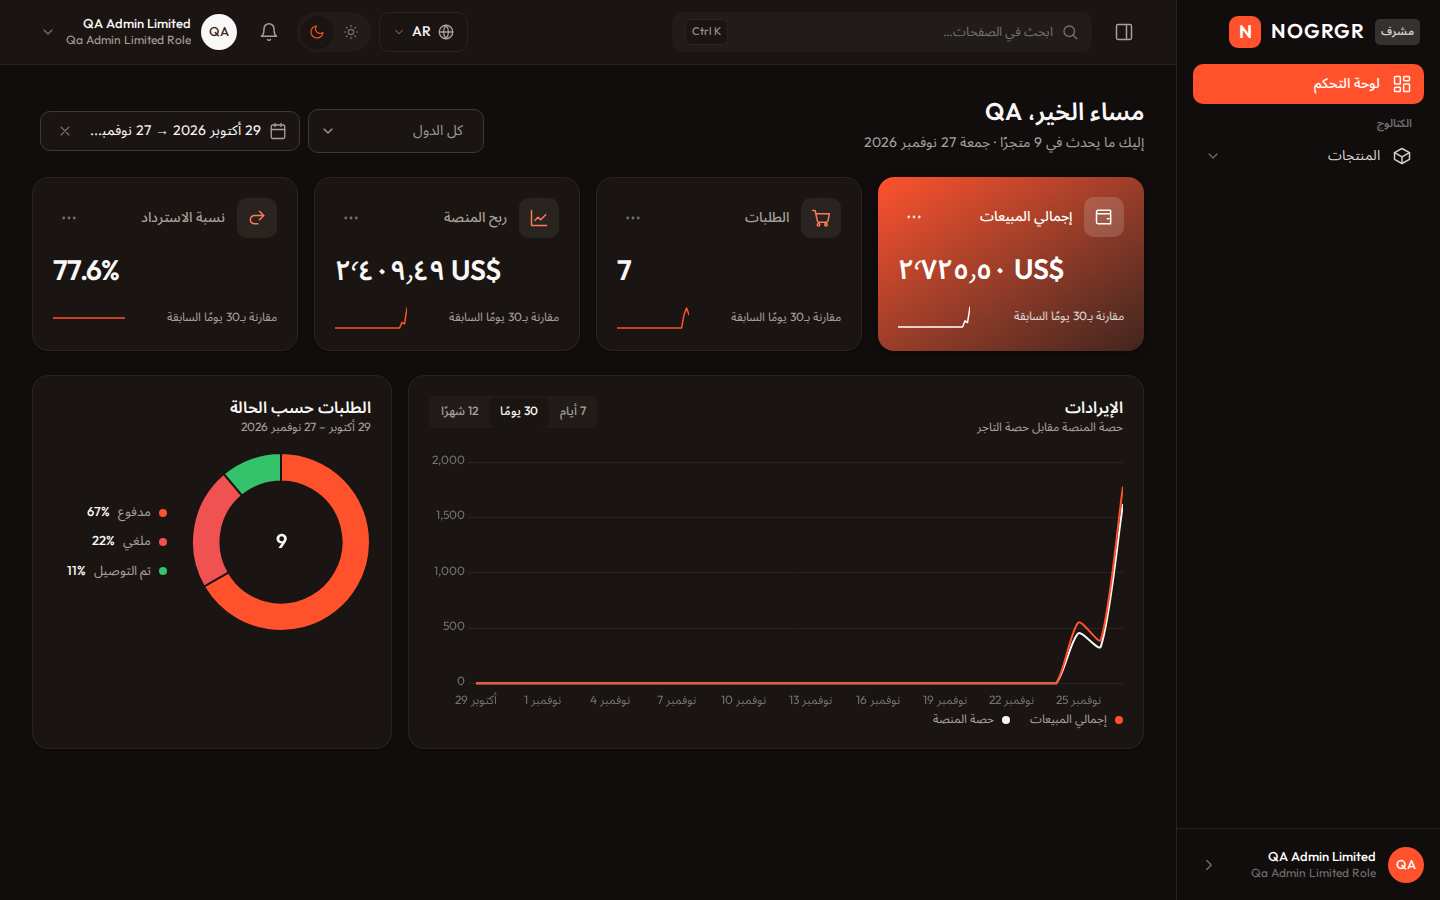 مشرف NOGRGR N
لوحة التحكم
الكتالوج
المنتجات
QA Admin Limited
Qa Admin Limited Role
QA
ابحث في الصفحات...
Ctrl K
AR
QA
QA Admin Limited
Qa Admin Limited Role
مساء الخير، QA
إليك ما يحدث في 9 متجرًا · جمعة 27 نوفمبر 2026
كل الدول
29 أكتوبر 2026 → 27 نوفمبـ...
إجمالي المبيعات
٢٬٧٢٥٫٥٠ US$
مقارنة بـ30 يومًا السابقة
الطلبات
7
مقارنة بـ30 يومًا السابقة
ربح المنصة
٢٬٤٠٩٫٤٩ US$
مقارنة بـ30 يومًا السابقة
نسبة الاسترداد
77.6%
مقارنة بـ30 يومًا السابقة
الإيرادات
حصة المنصة مقابل حصة التاجر
7 أيام
30 يومًا
12 شهرًا
2,000
1,500
1,000
500
0
29 أكتوبر
1 نوفمبر
4 نوفمبر
7 نوفمبر
10 نوفمبر
13 نوفمبر
16 نوفمبر
19 نوفمبر
22 نوفمبر
25 نوفمبر
إجمالي المبيعات
حصة المنصة
الطلبات حسب الحالة
29 أكتوبر – 27 نوفمبر 2026
9
مدفوع 67%
ملغي 22%
تم التوصيل 11%